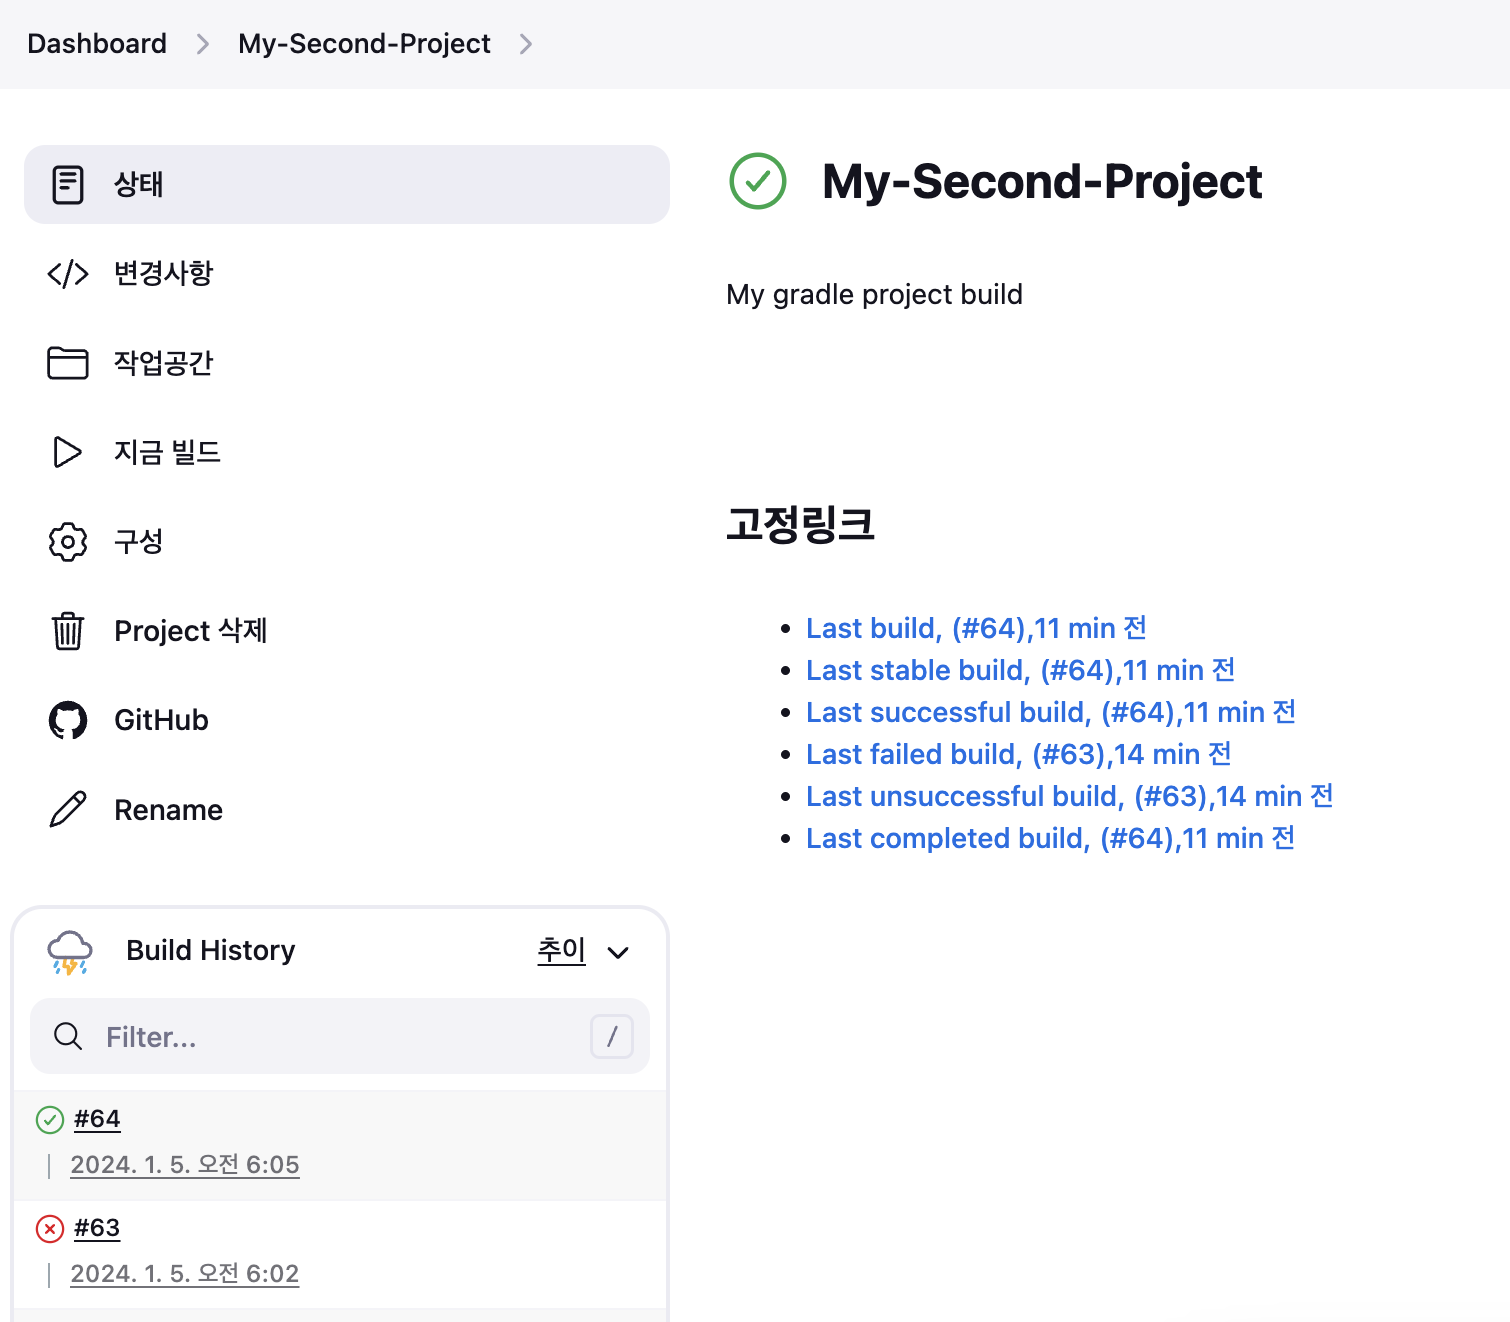 Dashboard > My-Second-Project >
상태
변경사항
작업공간
지금 빌드
구성
Project 삭제
GitHub
Rename
Build History 추이
Filter... /
#64
2024. 1. 5. 오전 6:05
#63
2024. 1. 5. 오전 6:02
My-Second-Project
My gradle project build
고정링크
Last build, (#64),11 min 전
Last stable build, (#64),11 min 전
Last successful build, (#64),11 min 전
Last failed build, (#63),14 min 전
Last unsuccessful build, (#63),14 min 전
Last completed build, (#64),11 min 전